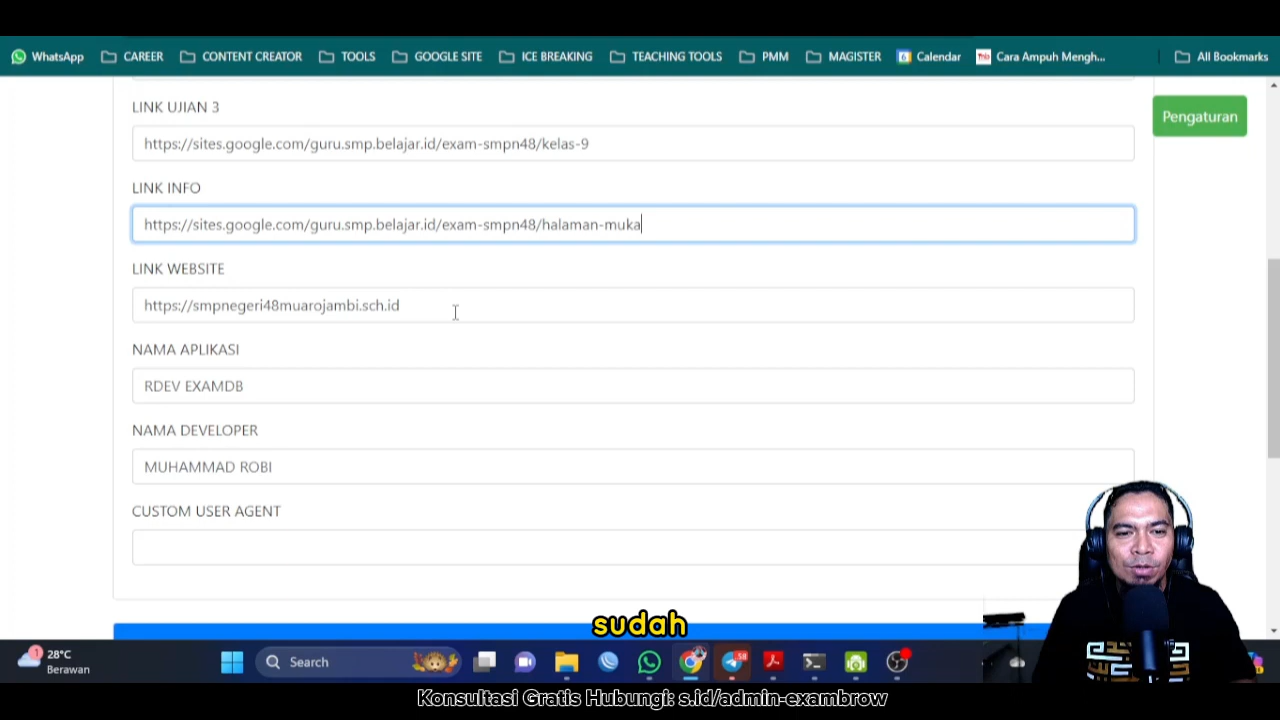 WhatsApp CAREER CONTENT CREATOR TOOLS GOOGLE SITE ICE BREAKING TEACHING TOOLS PMM MAGISTER Calendar Cara Ampuh Mengh... All Bookmarks
LINK UJIAN 3
Pengaturan
https://sites.google.com/guru.smp.belajar.id/exam-smpn48/kelas-9
LINK INFO
https://sites.google.com/guru.smp.belajar.id/exam-smpn48/halaman-muka
LINK WEBSITE
https://smpnegeri48muarojambi.sch.id
NAMA APLIKASI
RDEV EXAMDB
NAMA DEVELOPER
MUHAMMAD ROBI
CUSTOM USER AGENT
sudah
1 28°C
Berawan
Search
58
Konsultasi Gratis Hubungi: s.id/admin-exambrow